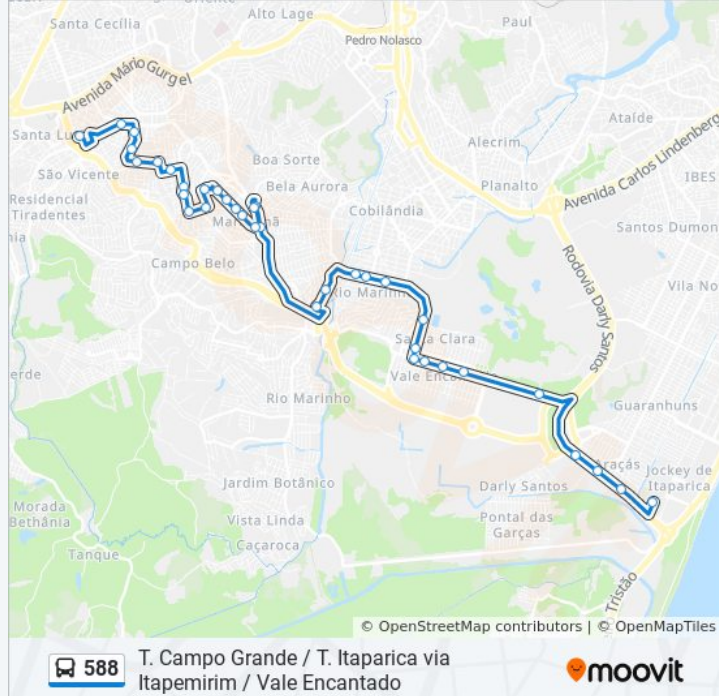 Santa Cecília
Alto Lage
Paul
Pedro Nolasco
Avenida Mário Gurgel
Ataíde
Santa Lu
Alecrim
Avenida Carlos Lindenberg
Boa Sorte
São Vicente
Bela Aurora
Planalto
IBES
Residencial
Tiradentes
Cobilândia
Santos Dumon
Campo Belo
Rodovia Darly Santos
Vila No
Rio Marinh
Santa Clara
Vale Encantado
erde
Rio Marinho
Guaranhuns
Araçás
Jockey de
Itaparica
Jardim Botânico
Darly Santos
Morada
Bethânia
Vista Linda
Pontal das
Garças
Caçaroca
Tanque
Tristão
© OpenStreetMap contributors | © OpenMapTiles
588
T. Campo Grande / T. Itaparica via
Itapemirim / Vale Encantado
moovit